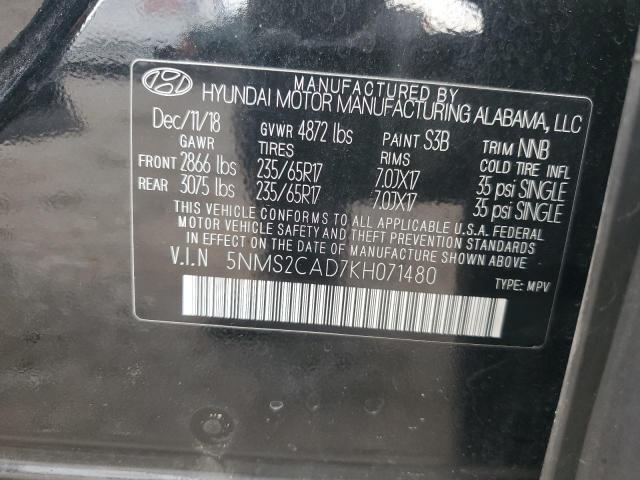 MANUFACTURED BY
HYUNDAI MOTOR MANUFACTURING ALABAMA, LLC
Dec/11/18 GVWR 4872 lbs PAINT S3B TRIM NNB
GAWR TIRES RIMS COLD TIRE INFL
FRONT 2866 lbs 235/65R17 7.0JX17 35 psi SINGLE
REAR 3075 lbs 235/65R17 7.0JX17 35 psi SINGLE
THIS VEHICLE CONFORMS TO ALL APPLICABLE U.S.A. FEDERAL
MOTOR VEHICLE SAFETY AND THEFT PREVENTION STANDARDS
IN EFFECT ON THE DATE OF MANUFACTURE SHOWN ABOVE.
V.I.N 5NMS2CAD7KH071480
TYPE: MPV